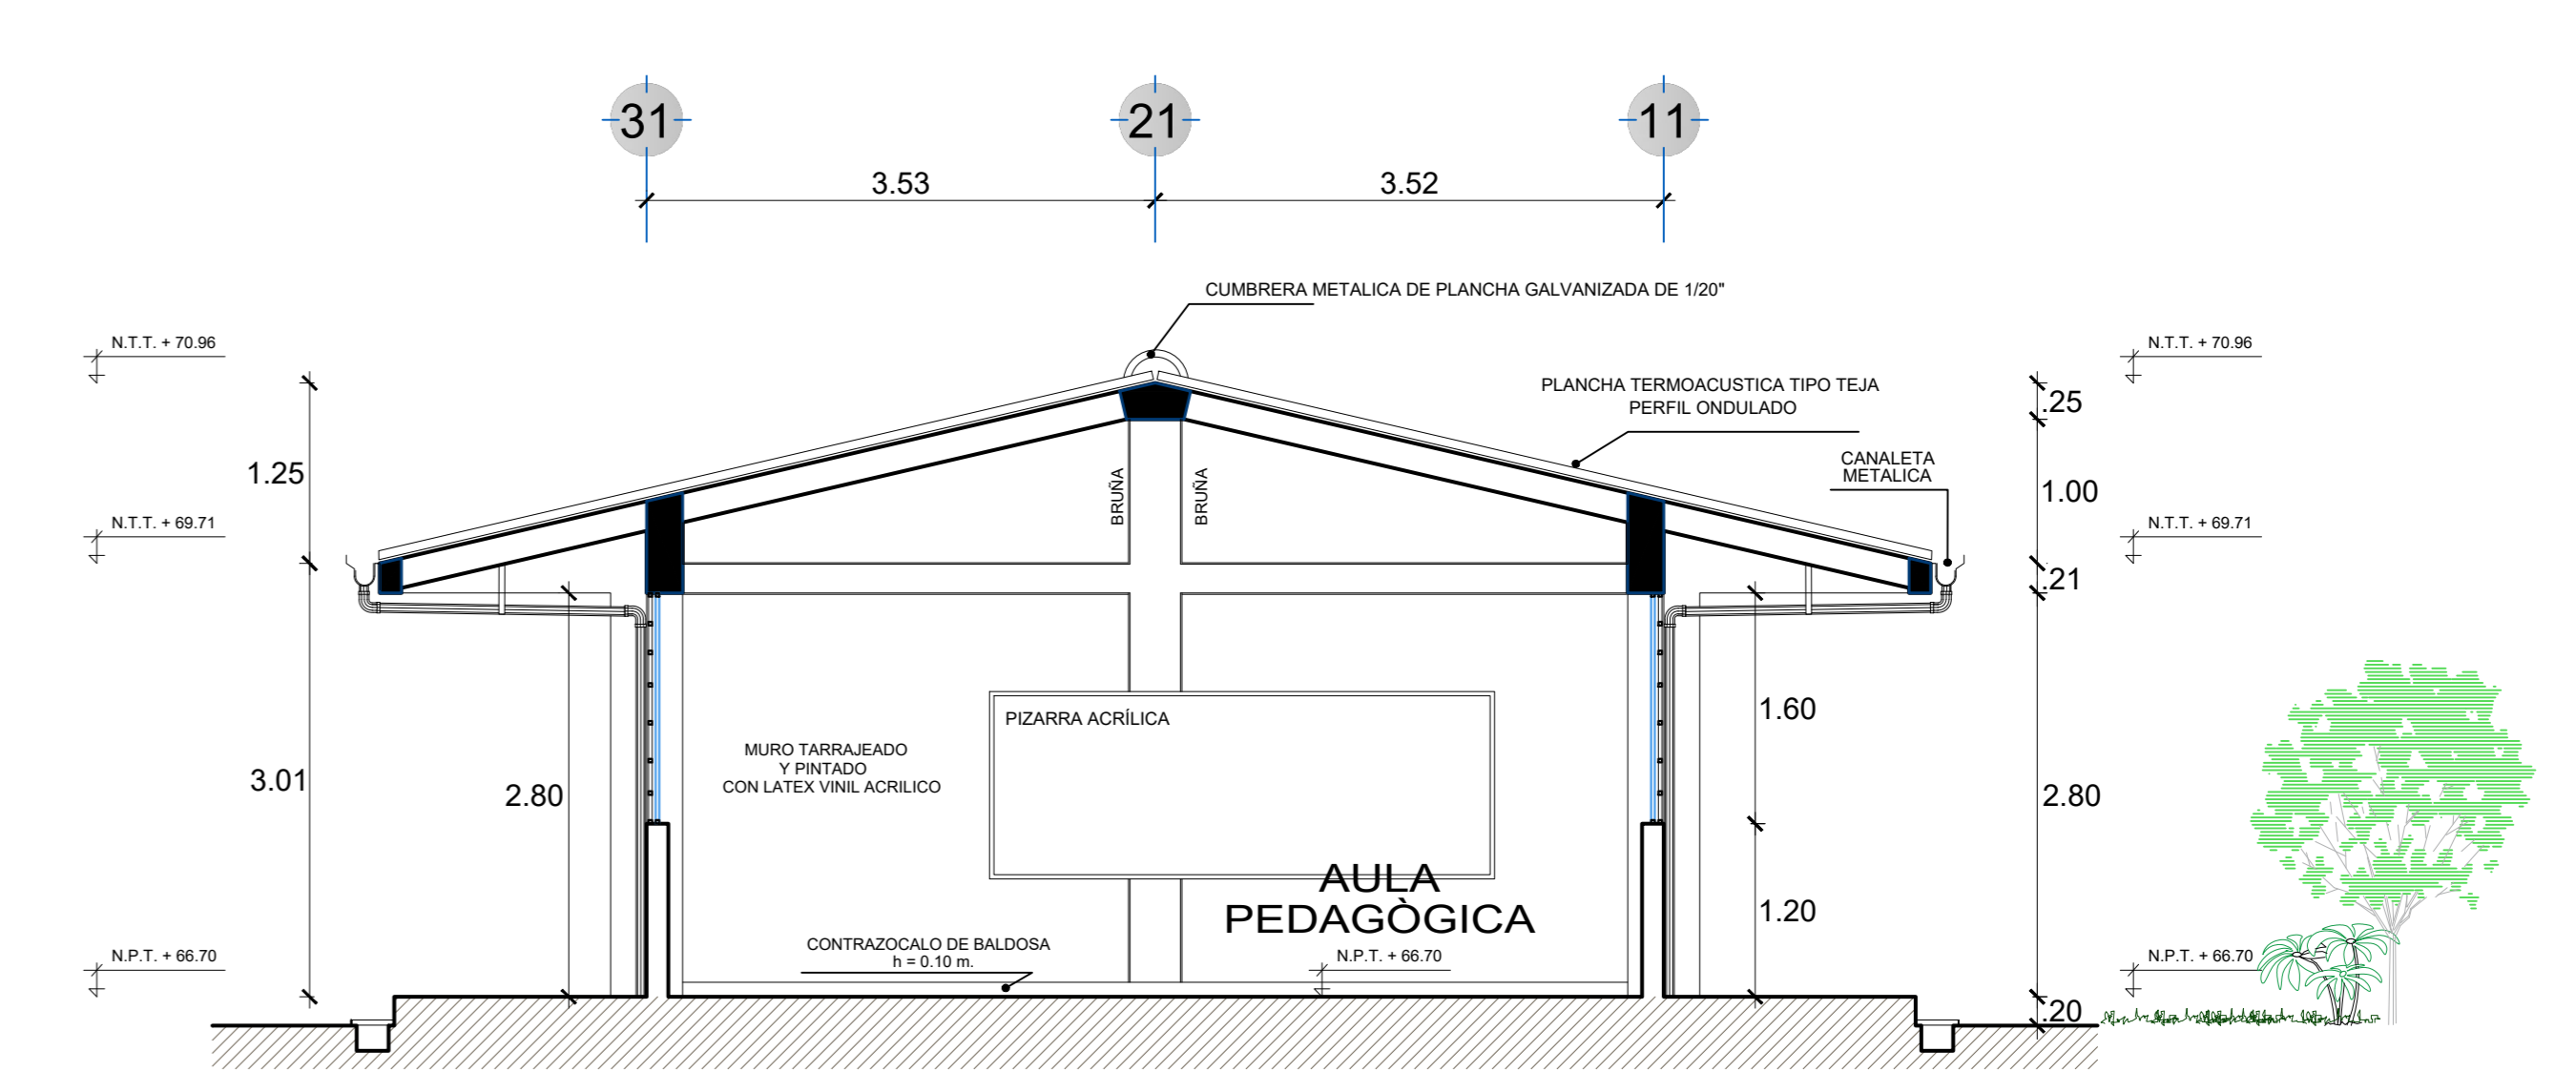 31
21
11
3.53
3.52
CUMBRERA METALICA DE PLANCHA GALVANIZADA DE 1/20"
N.T.T. + 70.96
N.T.T. + 70.96
PLANCHA TERMOACUSTICA TIPO TEJA
PERFIL ONDULADO
.25
CANALETA
METALICA
1.25
BRUÑA
BRUÑA
1.00
N.T.T. + 69.71
N.T.T. + 69.71
.21
PIZARRA ACRÍLICA
1.60
MURO TARRAJEADO
Y PINTADO
CON LATEX VINIL ACRILICO
3.01
2.80
2.80
AULA
PEDAGÒGICA
1.20
CONTRAZOCALO DE BALDOSA
h = 0.10 m.
N.P.T. + 66.70
N.P.T. + 66.70
N.P.T. + 66.70
.20